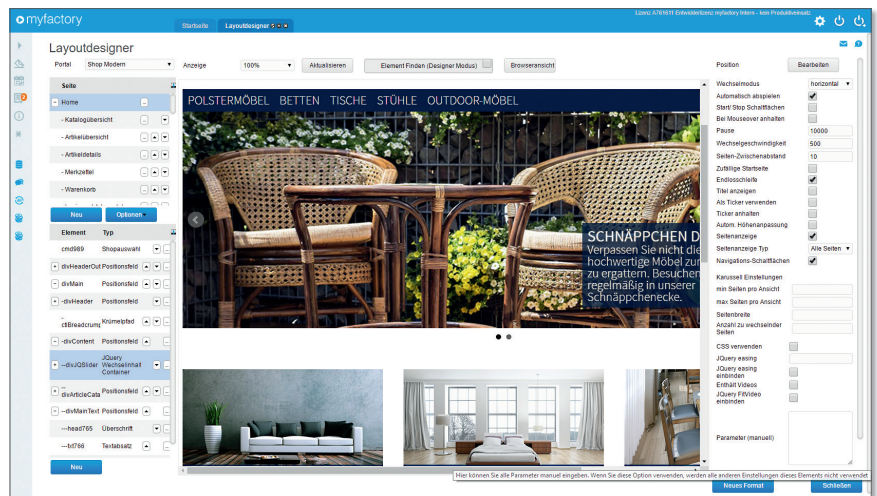 myfactory
Startseite
Layoutdesigner
Lizenz A761611 Entwicklerlizenz myfactory Intern - kein Produktiveinsatz
Layoutdesigner
Portal Shop Modern
Anzeige 100% Aktualisieren Element Finden (Designer Modus) Browseransicht
Position Bearbeiten
Seite
- Home
- Katalogübersicht
- Artikelübersicht
- Artikeldetails
- Merkzettel
- Warenkorb
Neu Optionen
Element Typ
cmd989 Shopauswahl
divHeaderOut Positionsfeld
divMain Positionsfeld
-divHeader Positionsfeld
-ctlBreadcrump Krümelpfad
-divContent Positionsfeld
--divJQSlider JQuery Wechselinhalt Container
--divArticleCata Positionsfeld
--divMainText Positionsfeld
---head765 Überschrift
---txt766 Textabsatz
Neu
POLSTERMÖBEL BETTEN TISCHE STÜHLE OUTDOOR-MÖBEL
SCHNÄPPCHEN D
Verpassen Sie nicht die
hochwertige Möbel zur
zu ergattern. Besuchen
regelmäßig in unserer
Schnäppchenecke.
Wechselmodus horizontal
Automatisch abspielen
Start/ Stop Schaltflächen
Bei Mouseover anhalten
Pause 10000
Wechselgeschwindigkeit 500
Seiten-Zwischenabstand 10
Zufällige Startseite
Endlosschleife
Titel anzeigen
Als Ticker verwenden
Ticker anhalten
Autom. Höhenanpassung
Seitenanzeige
Seitenanzeige Typ Alle Seiten
Navigations-Schaltflächen
Karussell Einstellungen
min Seiten pro Ansicht
max Seiten pro Ansicht
Seitenbreite
Anzahl zu wechselnder
Seiten
CSS verwenden
JQuery easing
JQuery easing
einbinden
Enthält Videos
JQuery FitVideo
einbinden
Parameter (manuell)
Hier können Sie alle Parameter manuel eingeben. Wenn Sie diese Option verwenden, werden alle anderen Einstellungen dieses Elements nicht verwendet
Neues Format Schließen